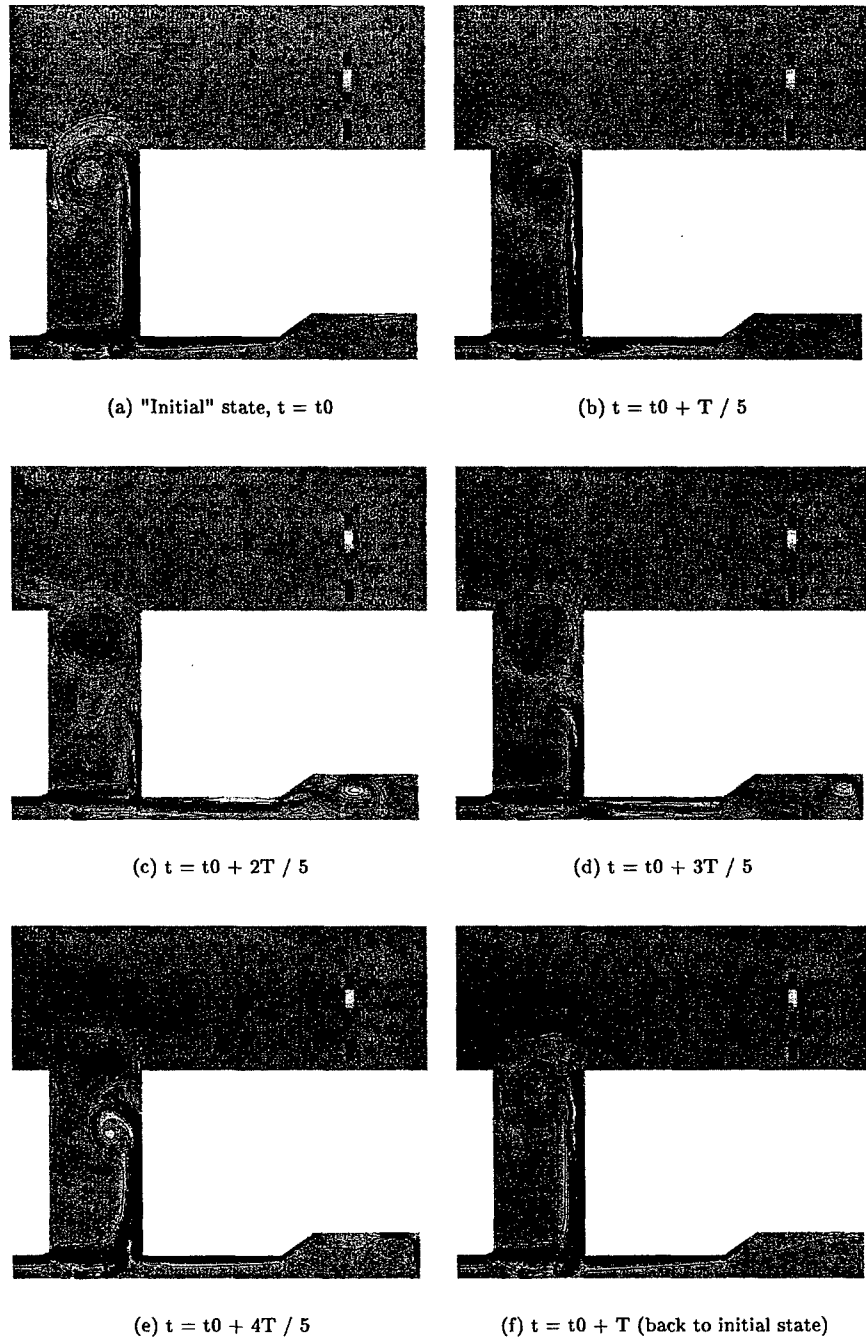 (a) "Initial" state, t = t0
(b) t = t0 + T / 5
(c) t = t0 + 2T / 5
(d) t = t0 + 3T / 5
(e) t = t0 + 4T / 5
(f) t = t0 + T (back to initial state)